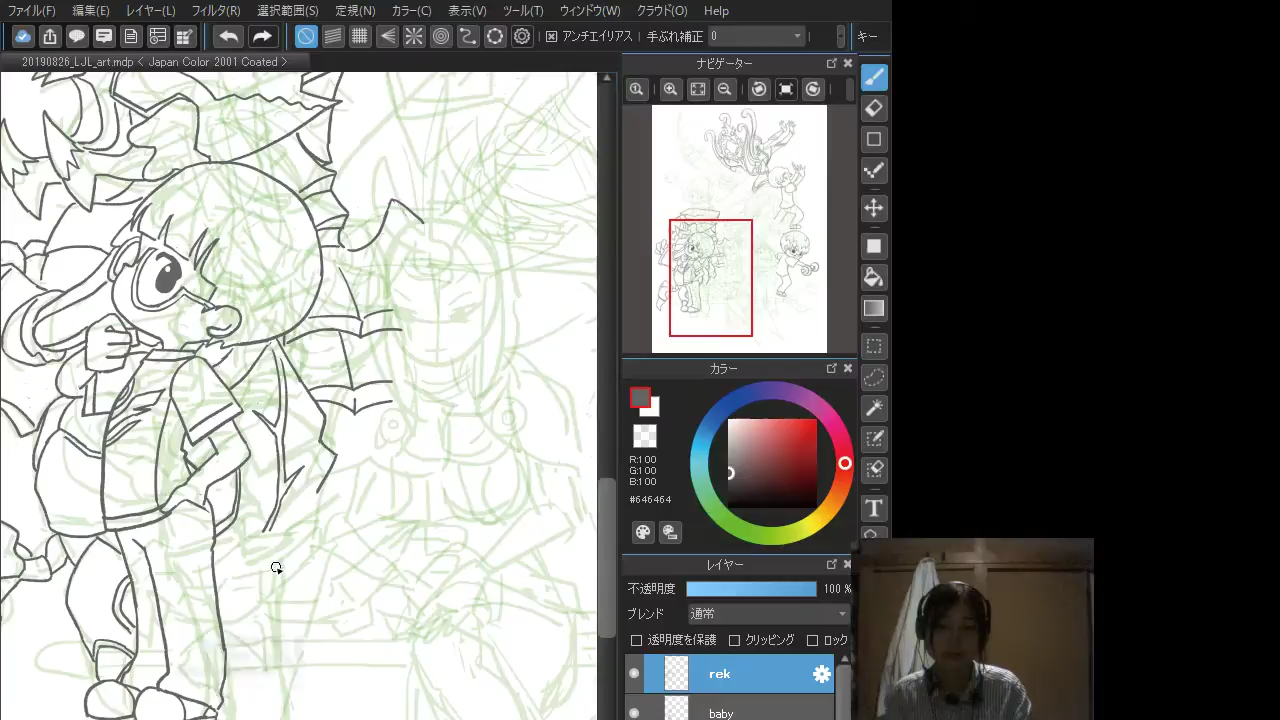 ファイル(F) 編集(E) レイヤー(L) フィルタ(R) 選択範囲(S) 定規(N) カラー(C) 表示(V) ツール(T) ウィンドウ(W) クラウド(O) Help
アンチエイリアス 手ぶれ補正 0 キー
20190826_LJL_art.mdp < Japan Color 2001 Coated >
ナビゲーター
カラー
R:100
G:100
B:100
#646464
レイヤー
不透明度 100 %
ブレンド 通常
透明度を保護 クリッピング ロック
rek
baby